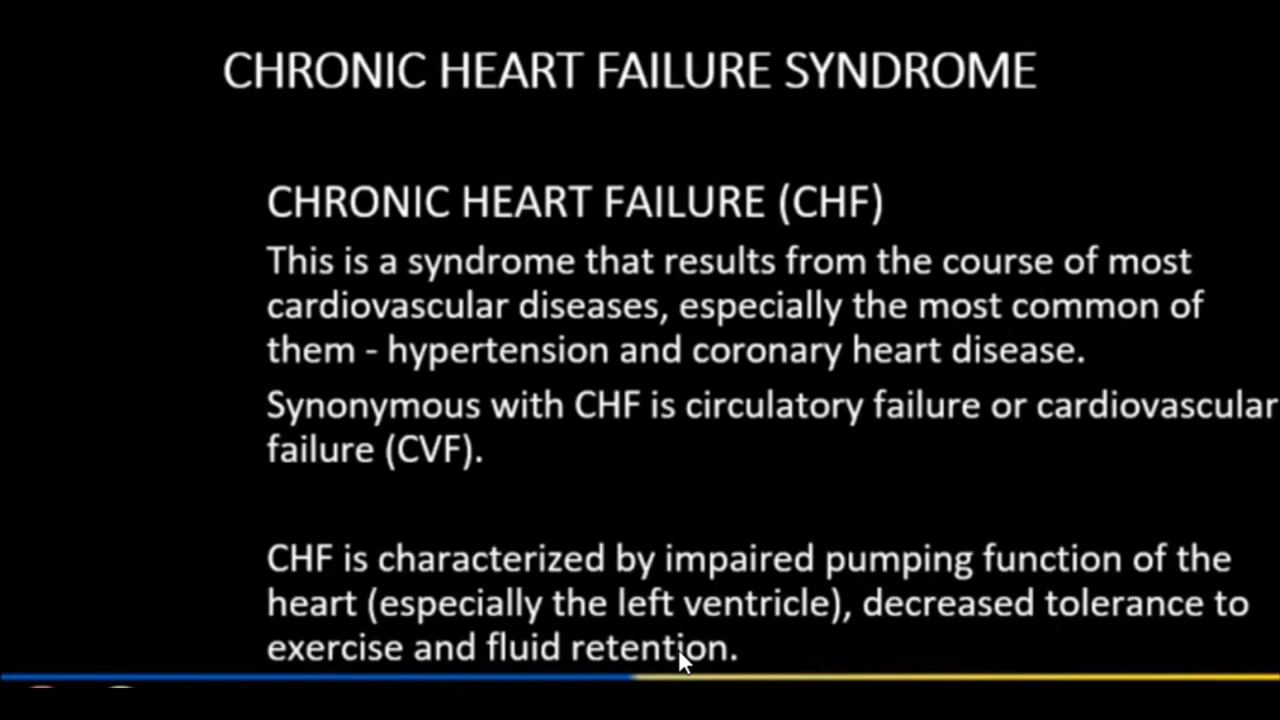 CHRONIC HEART FAILURE SYNDROME
CHRONIC HEART FAILURE (CHF)
This is a syndrome that results from the course of most
cardiovascular diseases, especially the most common of
them - hypertension and coronary heart disease.
Synonymous with CHF is circulatory failure or cardiovascular
failure (CVF).
CHF is characterized by impaired pumping function of the
heart (especially the left ventricle), decreased tolerance to
exercise and fluid retention.